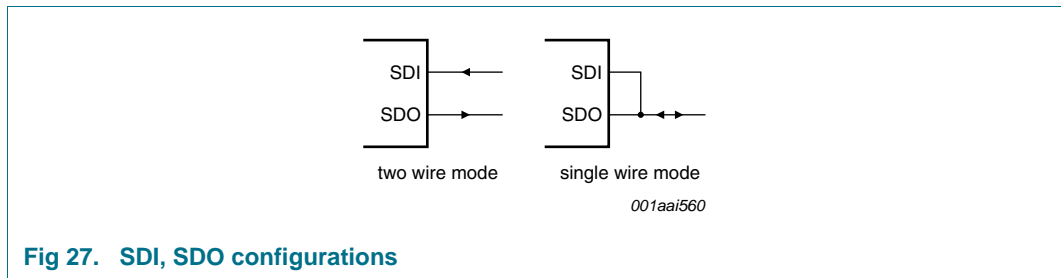 SDI
SDO
two wire mode
SDI
SDO
single wire mode
001aai560
Fig 27. SDI, SDO configurations